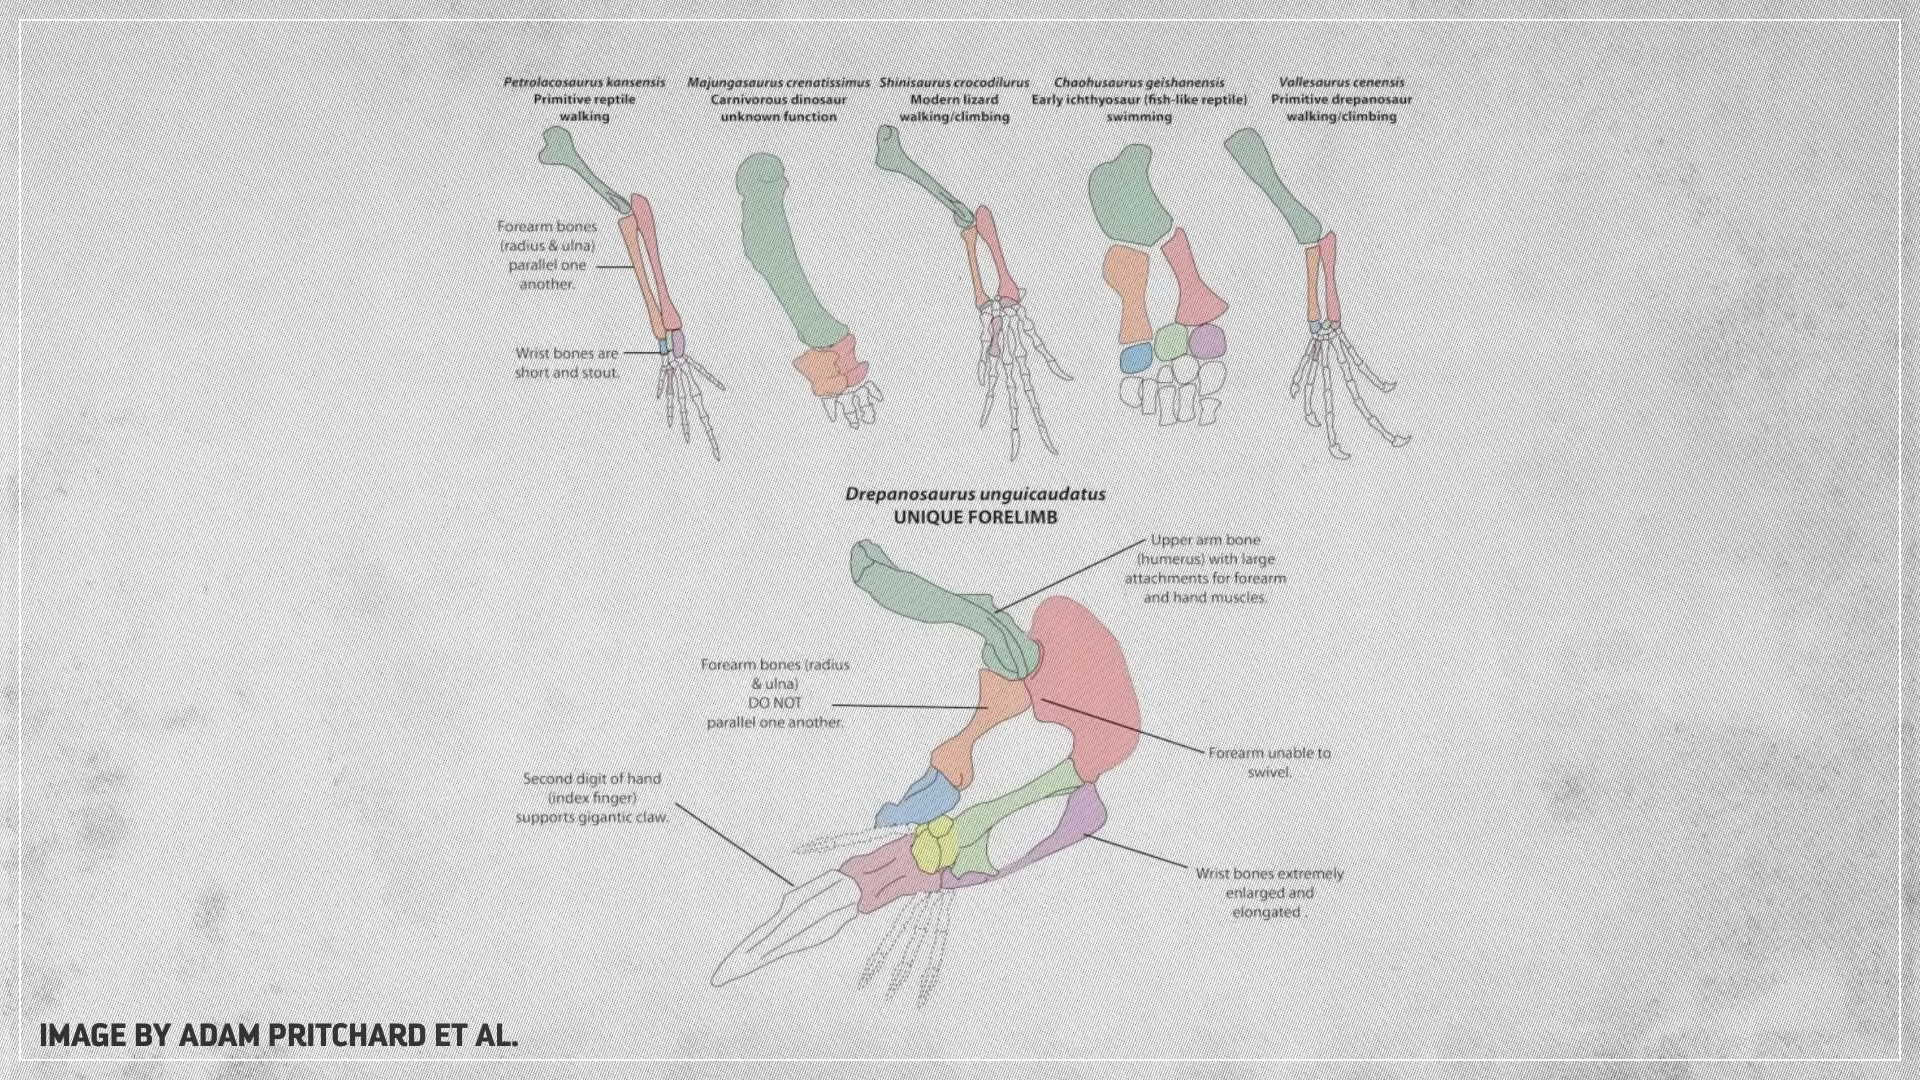 Petrolacosaurus kansensis
Primitive reptile
walking
Majungasaurus crenatissimus
Carnivorous dinosaur
unknown function
Shinisaurus crocodilurus
Modern lizard
walking/climbing
Chaohusaurus geishanensis
Early ichthyosaur (fish-like reptile)
swimming
Vallesaurus cenensis
Primitive drepanosaur
walking/climbing
Forearm bones
(radius & ulna)
parallel one
another.
Wrist bones are
short and stout.
Drepanosaurus unguicaudatus
UNIQUE FORELIMB
Upper arm bone
(humerus) with large
attachments for forearm
and hand muscles.
Forearm bones (radius
& ulna)
DO NOT
parallel one another.
Forearm unable to
swivel.
Second digit of hand
(index finger)
supports gigantic claw.
Wrist bones extremely
enlarged and
elongated .
IMAGE BY ADAM PRITCHARD ET AL.